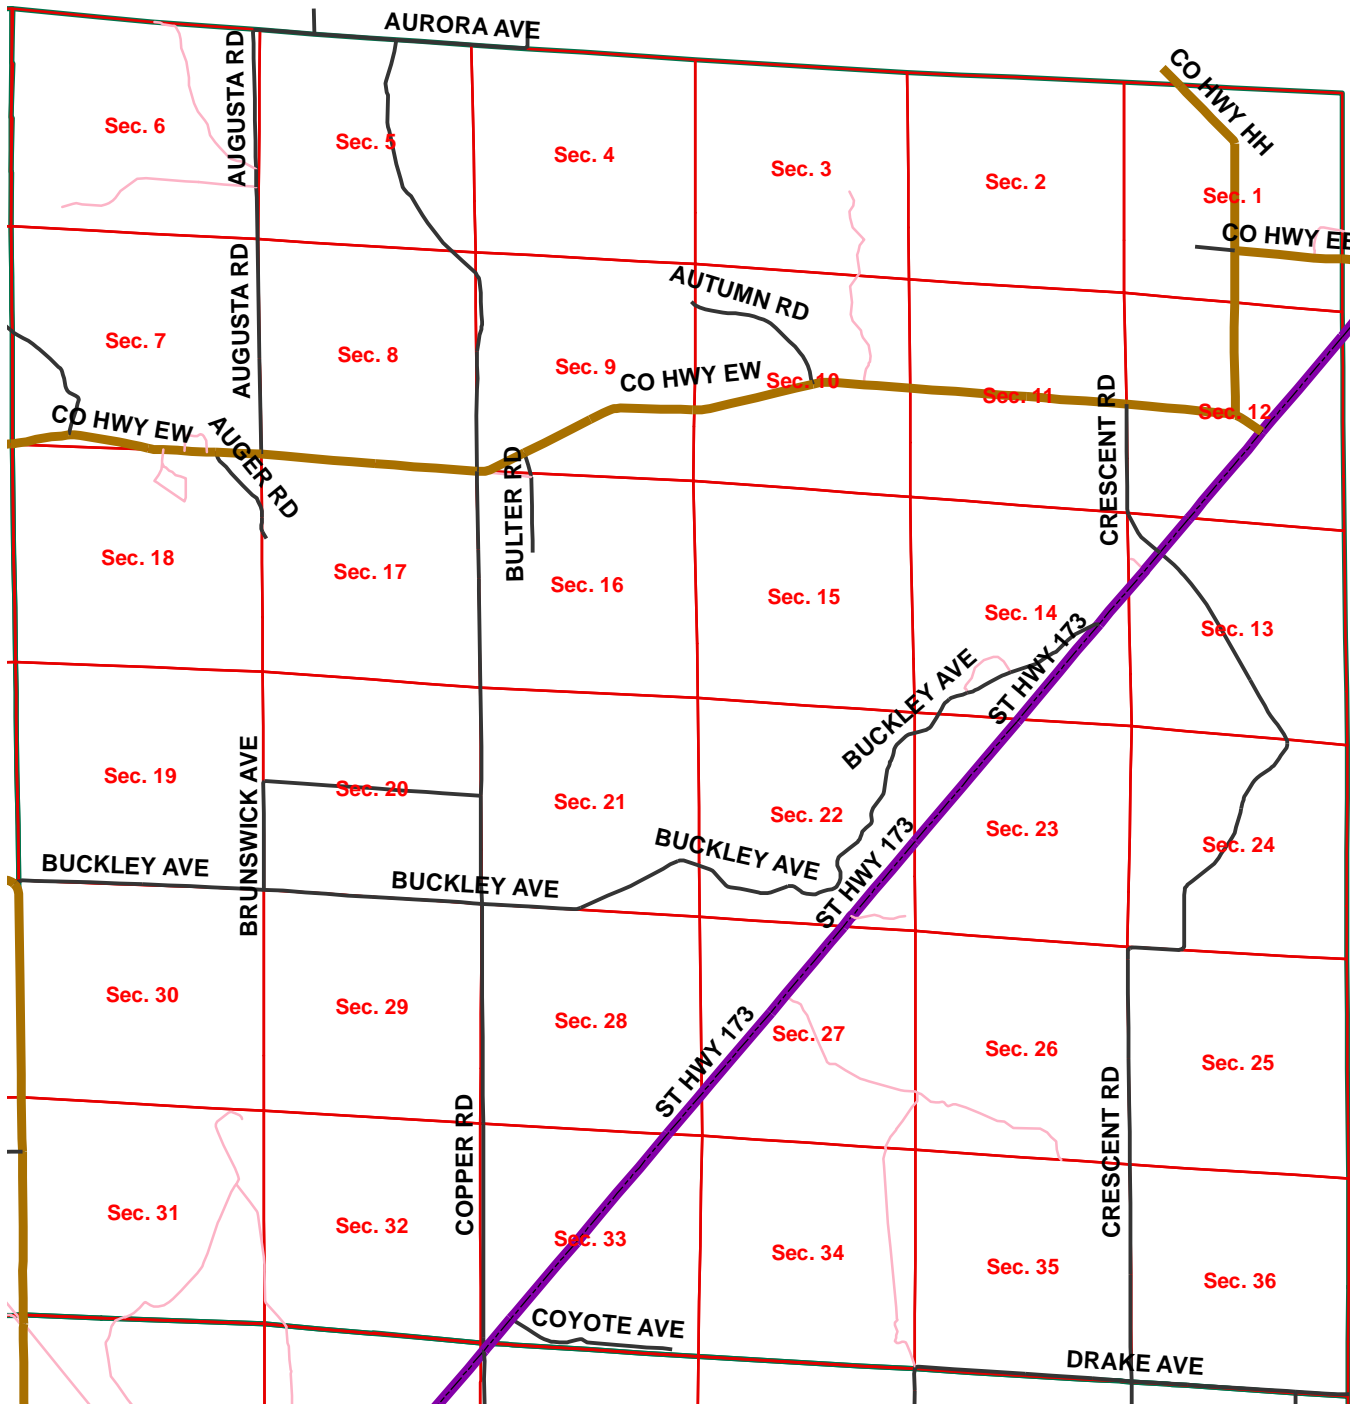 AURORA AVE
CO HWY HH
AUGUSTA RD
Sec. 6
Sec. 5
Sec. 4
Sec. 3
Sec. 2
Sec. 1
CO HWY EE
AUGUSTA RD
AUTUMN RD
Sec. 7
Sec. 8
Sec. 9
CO HWY EW
Sec. 10
Sec. 11
CRESCENT RD
Sec. 12
CO HWY EW
AUGER RD
BULTER RD
Sec. 18
Sec. 17
Sec. 16
Sec. 15
Sec. 14
Sec. 13
ST HWY 173
BUCKLEY AVE
Sec. 19
BRUNSWICK AVE
Sec. 20
Sec. 21
Sec. 22
Sec. 23
Sec. 24
BUCKLEY AVE
BUCKLEY AVE
BUCKLEY AVE
ST HWY 173
Sec. 30
Sec. 29
Sec. 28
Sec. 27
Sec. 26
Sec. 25
ST HWY 173
COPPER RD
CRESCENT RD
Sec. 31
Sec. 32
Sec. 33
Sec. 34
Sec. 35
Sec. 36
COYOTE AVE
DRAKE AVE